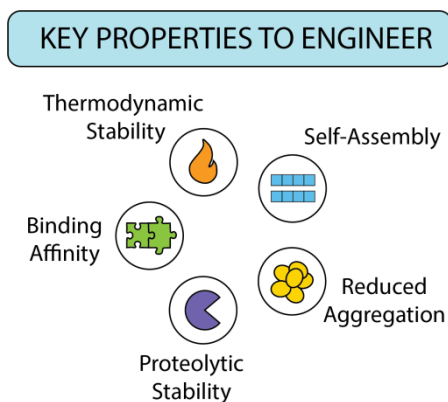 KEY PROPERTIES TO ENGINEER
Thermodynamic
Stability
Self-Assembly
Binding
Affinity
Reduced
Aggregation
Proteolytic
Stability